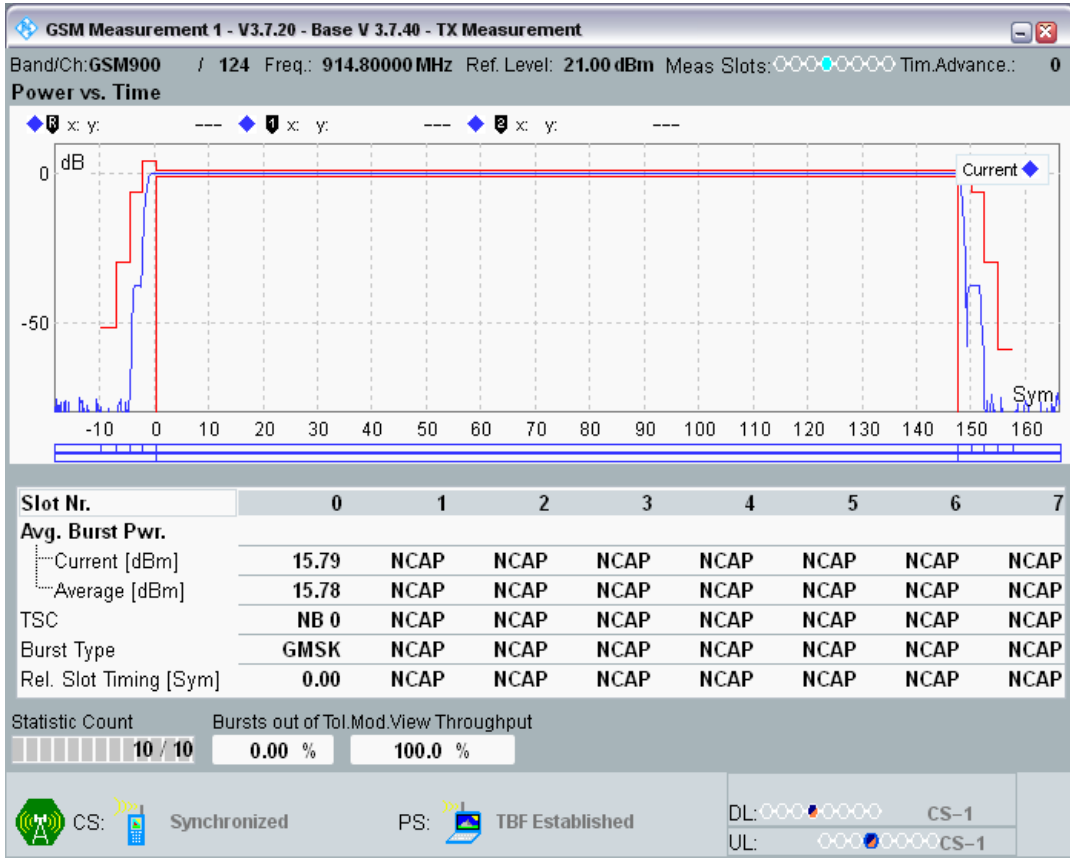 GSM Measurement 1 - V3.7.20 - Base V 3.7.40 - TX Measurement
Band/Ch:GSM900 / 124 Freq.: 914.80000 MHz Ref. Level: 21.00 dBm Meas Slots: Tim.Advance.: 0
Power vs. Time
R x: y: --- 1 x: y: --- 2 x: y: ---
dB
Current
0
-50
Sym
-10 0 10 20 30 40 50 60 70 80 90 100 110 120 130 140 150 160
Slot Nr. 0 1 2 3 4 5 6 7
Avg. Burst Pwr.
Current [dBm] 15.79 NCAP NCAP NCAP NCAP NCAP NCAP NCAP
Average [dBm] 15.78 NCAP NCAP NCAP NCAP NCAP NCAP NCAP
TSC NB 0 NCAP NCAP NCAP NCAP NCAP NCAP NCAP
Burst Type GMSK NCAP NCAP NCAP NCAP NCAP NCAP NCAP
Rel. Slot Timing [Sym] 0.00 NCAP NCAP NCAP NCAP NCAP NCAP NCAP
Statistic Count Bursts out of Tol.Mod.View Throughput
10 / 10 0.00 % 100.0 %
CS: Synchronized PS: TBF Established DL: CS-1
UL: CS-1